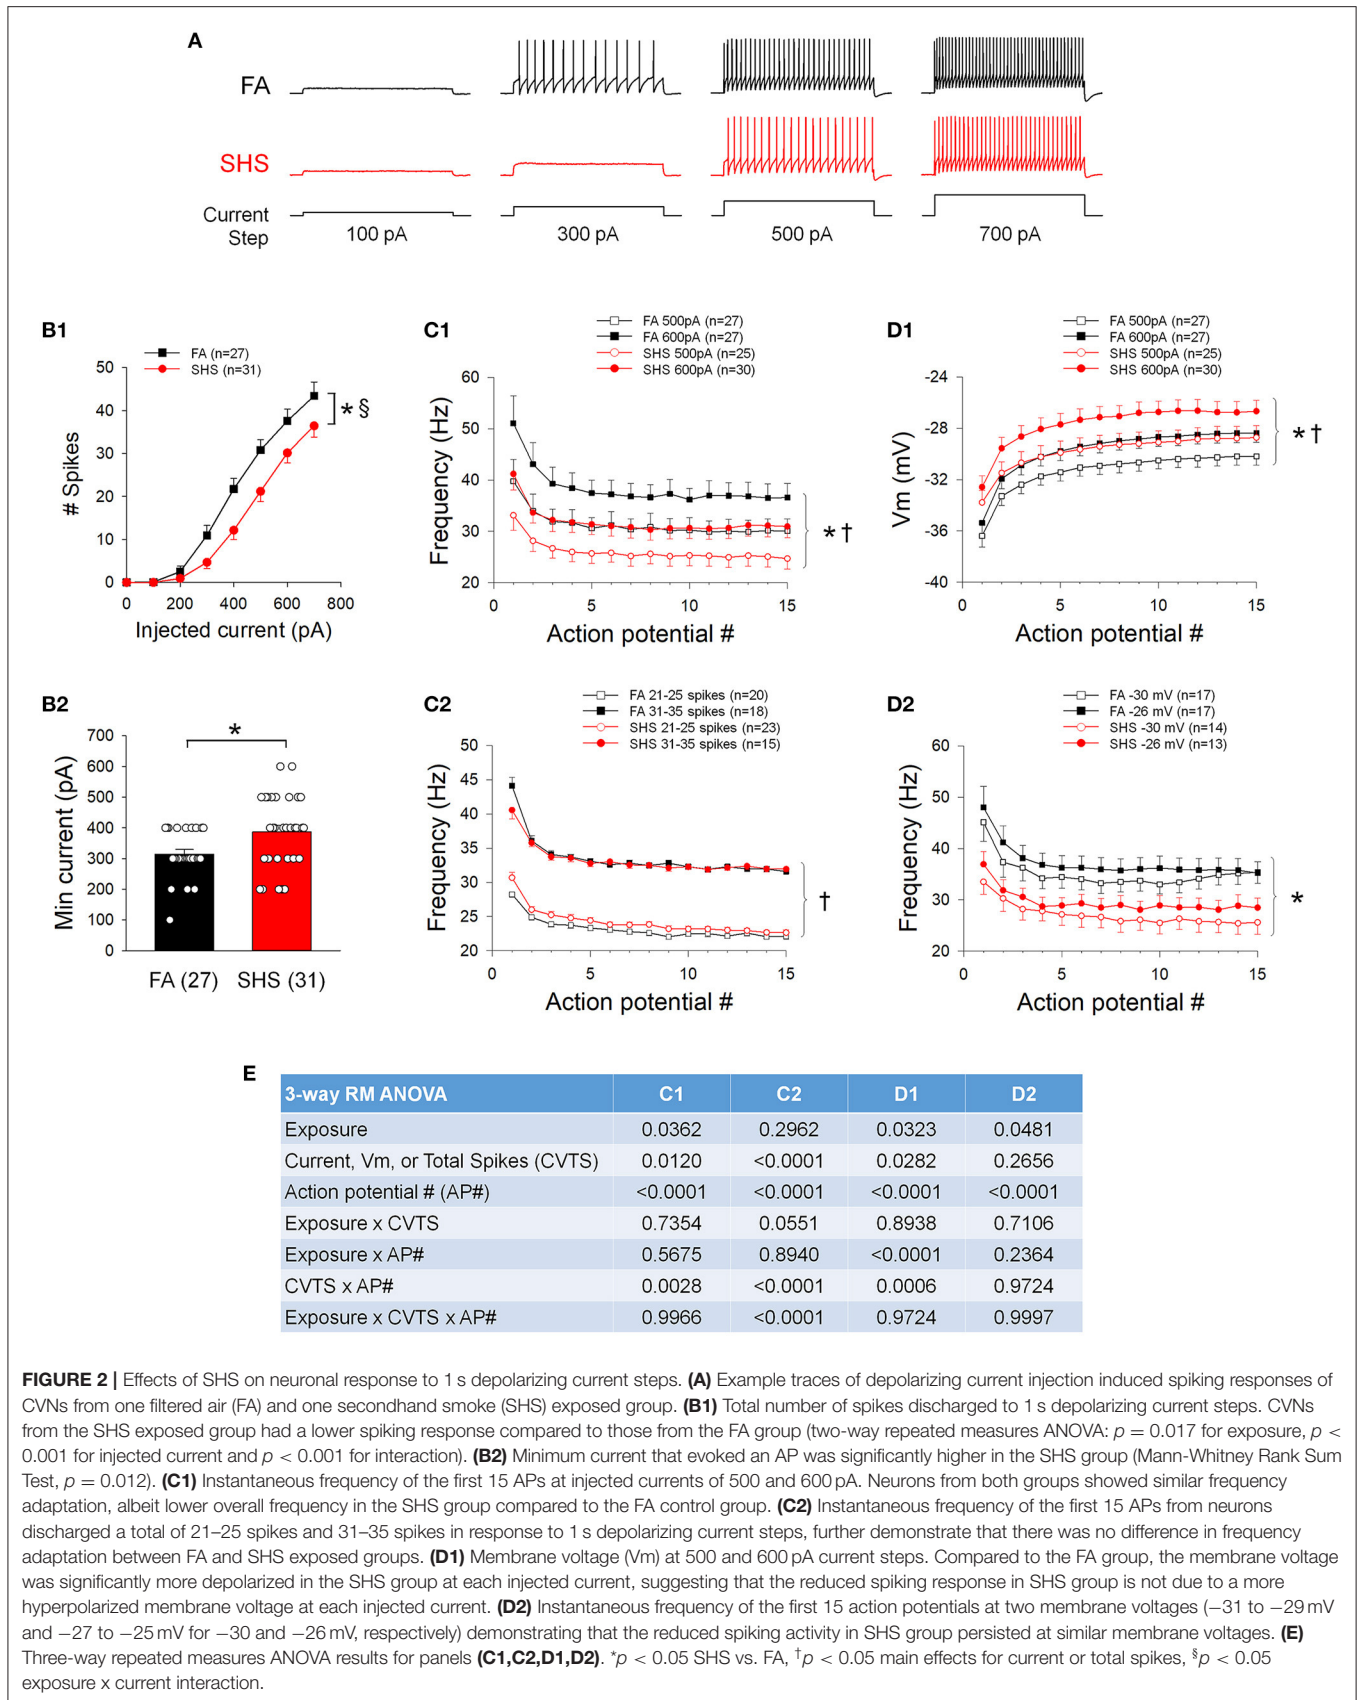 A
FA
SHS
Current
Step
100 pA
300 pA
500 pA
700 pA
B1
FA (n=27)
SHS (n=31)
50
40
30
20
10
0
# Spikes
* §
0 200 400 600 800
Injected current (pA)
C1
FA 500pA (n=27)
FA 600pA (n=27)
SHS 500pA (n=25)
SHS 600pA (n=30)
60
50
40
30
20
Frequency (Hz)
* †
0 5 10 15
Action potential #
D1
FA 500pA (n=27)
FA 600pA (n=27)
SHS 500pA (n=25)
SHS 600pA (n=30)
-24
-28
-32
-36
-40
Vm (mV)
* †
0 5 10 15
Action potential #
B2
*
700
600
500
400
300
200
100
0
Min current (pA)
FA (27) SHS (31)
C2
FA 21-25 spikes (n=20)
FA 31-35 spikes (n=18)
SHS 21-25 spikes (n=23)
SHS 31-35 spikes (n=15)
50
45
40
35
30
25
20
Frequency (Hz)
†
0 5 10 15
Action potential #
D2
FA -30 mV (n=17)
FA -26 mV (n=17)
SHS -30 mV (n=14)
SHS -26 mV (n=13)
60
50
40
30
20
Frequency (Hz)
*
0 5 10 15
Action potential #
E
3-way RM ANOVA C1 C2 D1 D2
Exposure 0.0362 0.2962 0.0323 0.0481
Current, Vm, or Total Spikes (CVTS) 0.0120 <0.0001 0.0282 0.2656
Action potential # (AP#) <0.0001 <0.0001 <0.0001 <0.0001
Exposure x CVTS 0.7354 0.0551 0.8938 0.7106
Exposure x AP# 0.5675 0.8940 <0.0001 0.2364
CVTS x AP# 0.0028 <0.0001 0.0006 0.9724
Exposure x CVTS x AP# 0.9966 <0.0001 0.9724 0.9997
FIGURE 2 | Effects of SHS on neuronal response to 1 s depolarizing current steps. (A) Example traces of depolarizing current injection induced spiking responses of
CVNs from one filtered air (FA) and one secondhand smoke (SHS) exposed group. (B1) Total number of spikes discharged to 1 s depolarizing current steps. CVNs
from the SHS exposed group had a lower spiking response compared to those from the FA group (two-way repeated measures ANOVA: p = 0.017 for exposure, p <
0.001 for injected current and p < 0.001 for interaction). (B2) Minimum current that evoked an AP was significantly higher in the SHS group (Mann-Whitney Rank Sum
Test, p = 0.012). (C1) Instantaneous frequency of the first 15 APs at injected currents of 500 and 600 pA. Neurons from both groups showed similar frequency
adaptation, albeit lower overall frequency in the SHS group compared to the FA control group. (C2) Instantaneous frequency of the first 15 APs from neurons
discharged a total of 21–25 spikes and 31–35 spikes in response to 1 s depolarizing current steps, further demonstrate that there was no difference in frequency
adaptation between FA and SHS exposed groups. (D1) Membrane voltage (Vm) at 500 and 600 pA current steps. Compared to the FA group, the membrane voltage
was significantly more depolarized in the SHS group at each injected current, suggesting that the reduced spiking response in SHS group is not due to a more
hyperpolarized membrane voltage at each injected current. (D2) Instantaneous frequency of the first 15 action potentials at two membrane voltages (−31 to −29 mV
and −27 to −25 mV for −30 and −26 mV, respectively) demonstrating that the reduced spiking activity in SHS group persisted at similar membrane voltages. (E)
Three-way repeated measures ANOVA results for panels (C1,C2,D1,D2). *p < 0.05 SHS vs. FA, †p < 0.05 main effects for current or total spikes, §p < 0.05
exposure x current interaction.